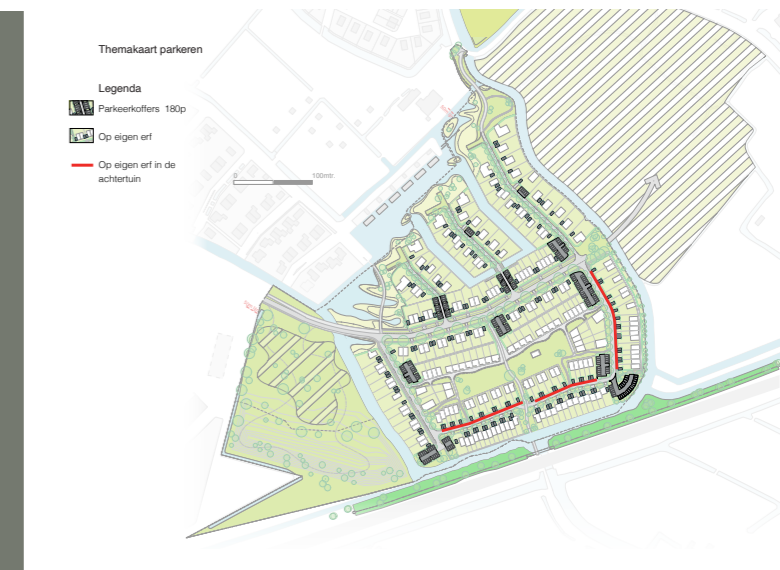 Themakaart parkeren
Legenda
Parkeerkoffers 180p
Op eigen erf
Op eigen erf in de
achtertuin
0 100mtr.